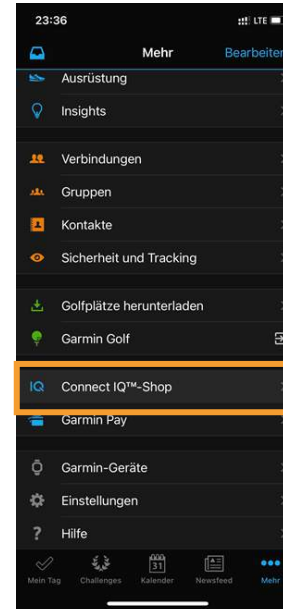 23:36
LTE
Mehr
Bearbeiten
Ausrüstung
Insights
Verbindungen
Gruppen
Kontakte
Sicherheit und Tracking
Golfplätze herunterladen
Garmin Golf
IQ Connect IQ™-Shop
Garmin Pay
Garmin-Geräte
Einstellungen
? Hilfe
31
Mein Tag Challenges Kalender Newsfeed Mehr